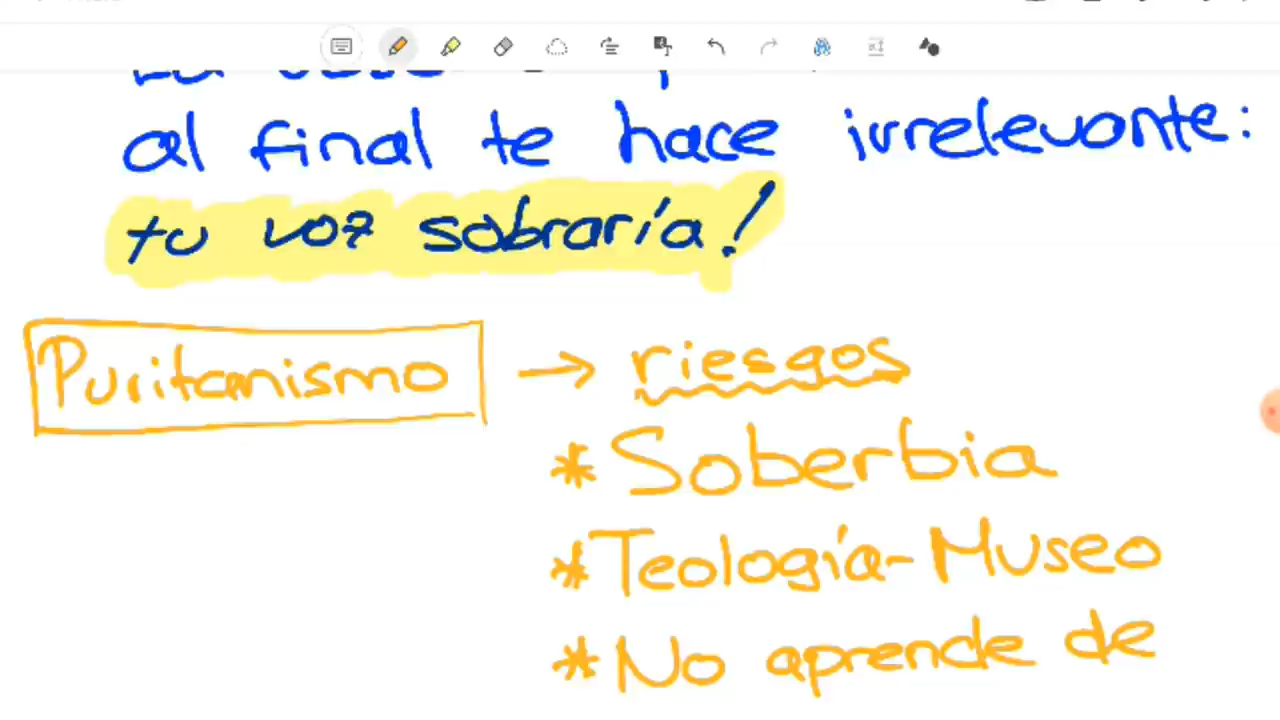 al final te hace irrelevante:
tu voz sobraría!
Puritanismo → riesgos
* Soberbia
* Teología-Museo
* No aprende de